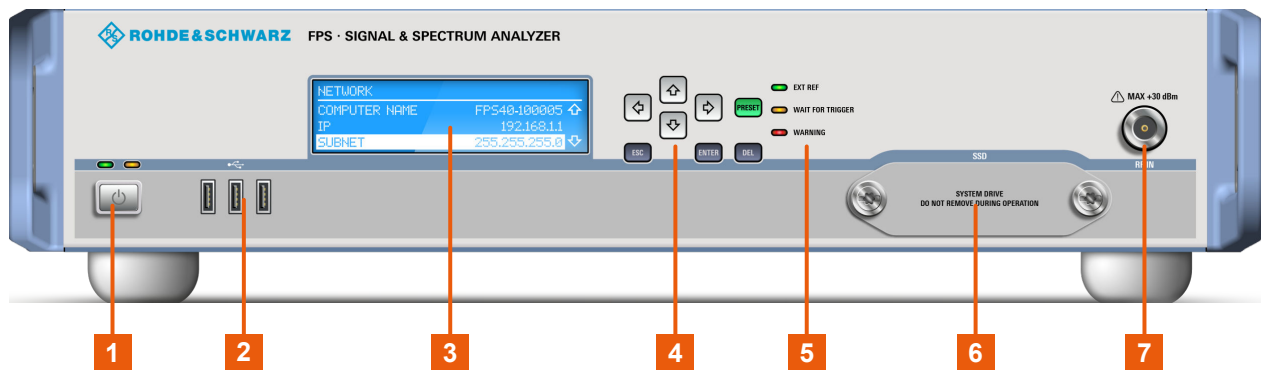 R&S
ROHDE&SCHWARZ FPS · SIGNAL & SPECTRUM ANALYZER
NETWORK
COMPUTER NAME FPS40-100005
IP 192.168.1.1
SUBNET 255.255.255.0
PRESET
ESC
ENTER
DEL
EXT REF
WAIT FOR TRIGGER
WARNING
MAX +30 dBm
SSD
SYSTEM DRIVE
DO NOT REMOVE DURING OPERATION
RF IN
1
2
3
4
5
6
7